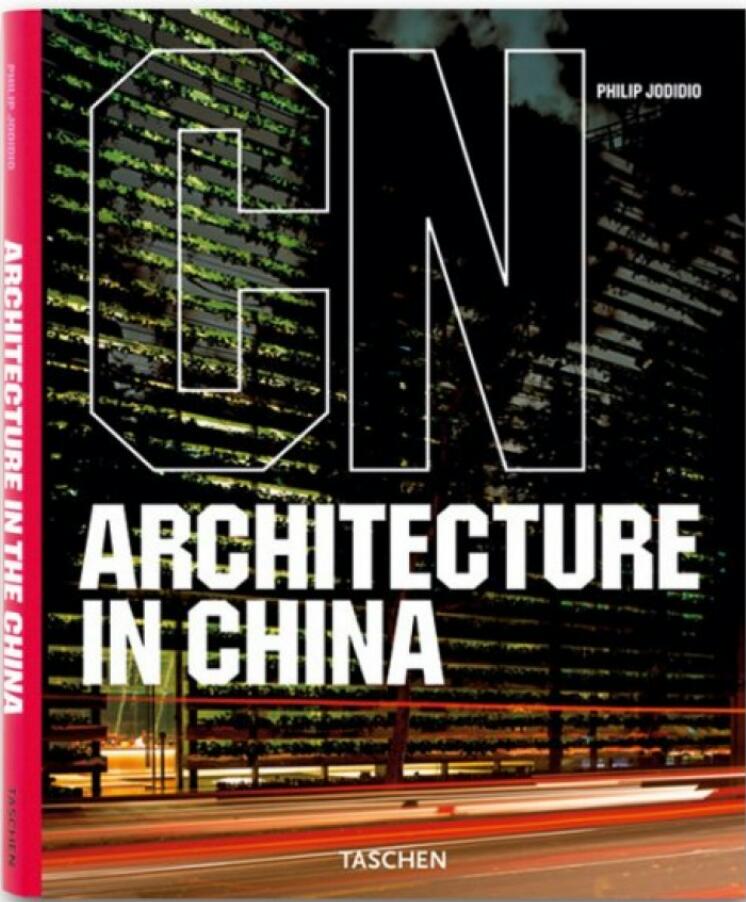 CN
PHILIP JODIDIO
ARCHITECTURE
IN CHINA
TASCHEN
PHILIP JODIDIO
ARCHITECTURE IN THE CHINA
TASCHEN